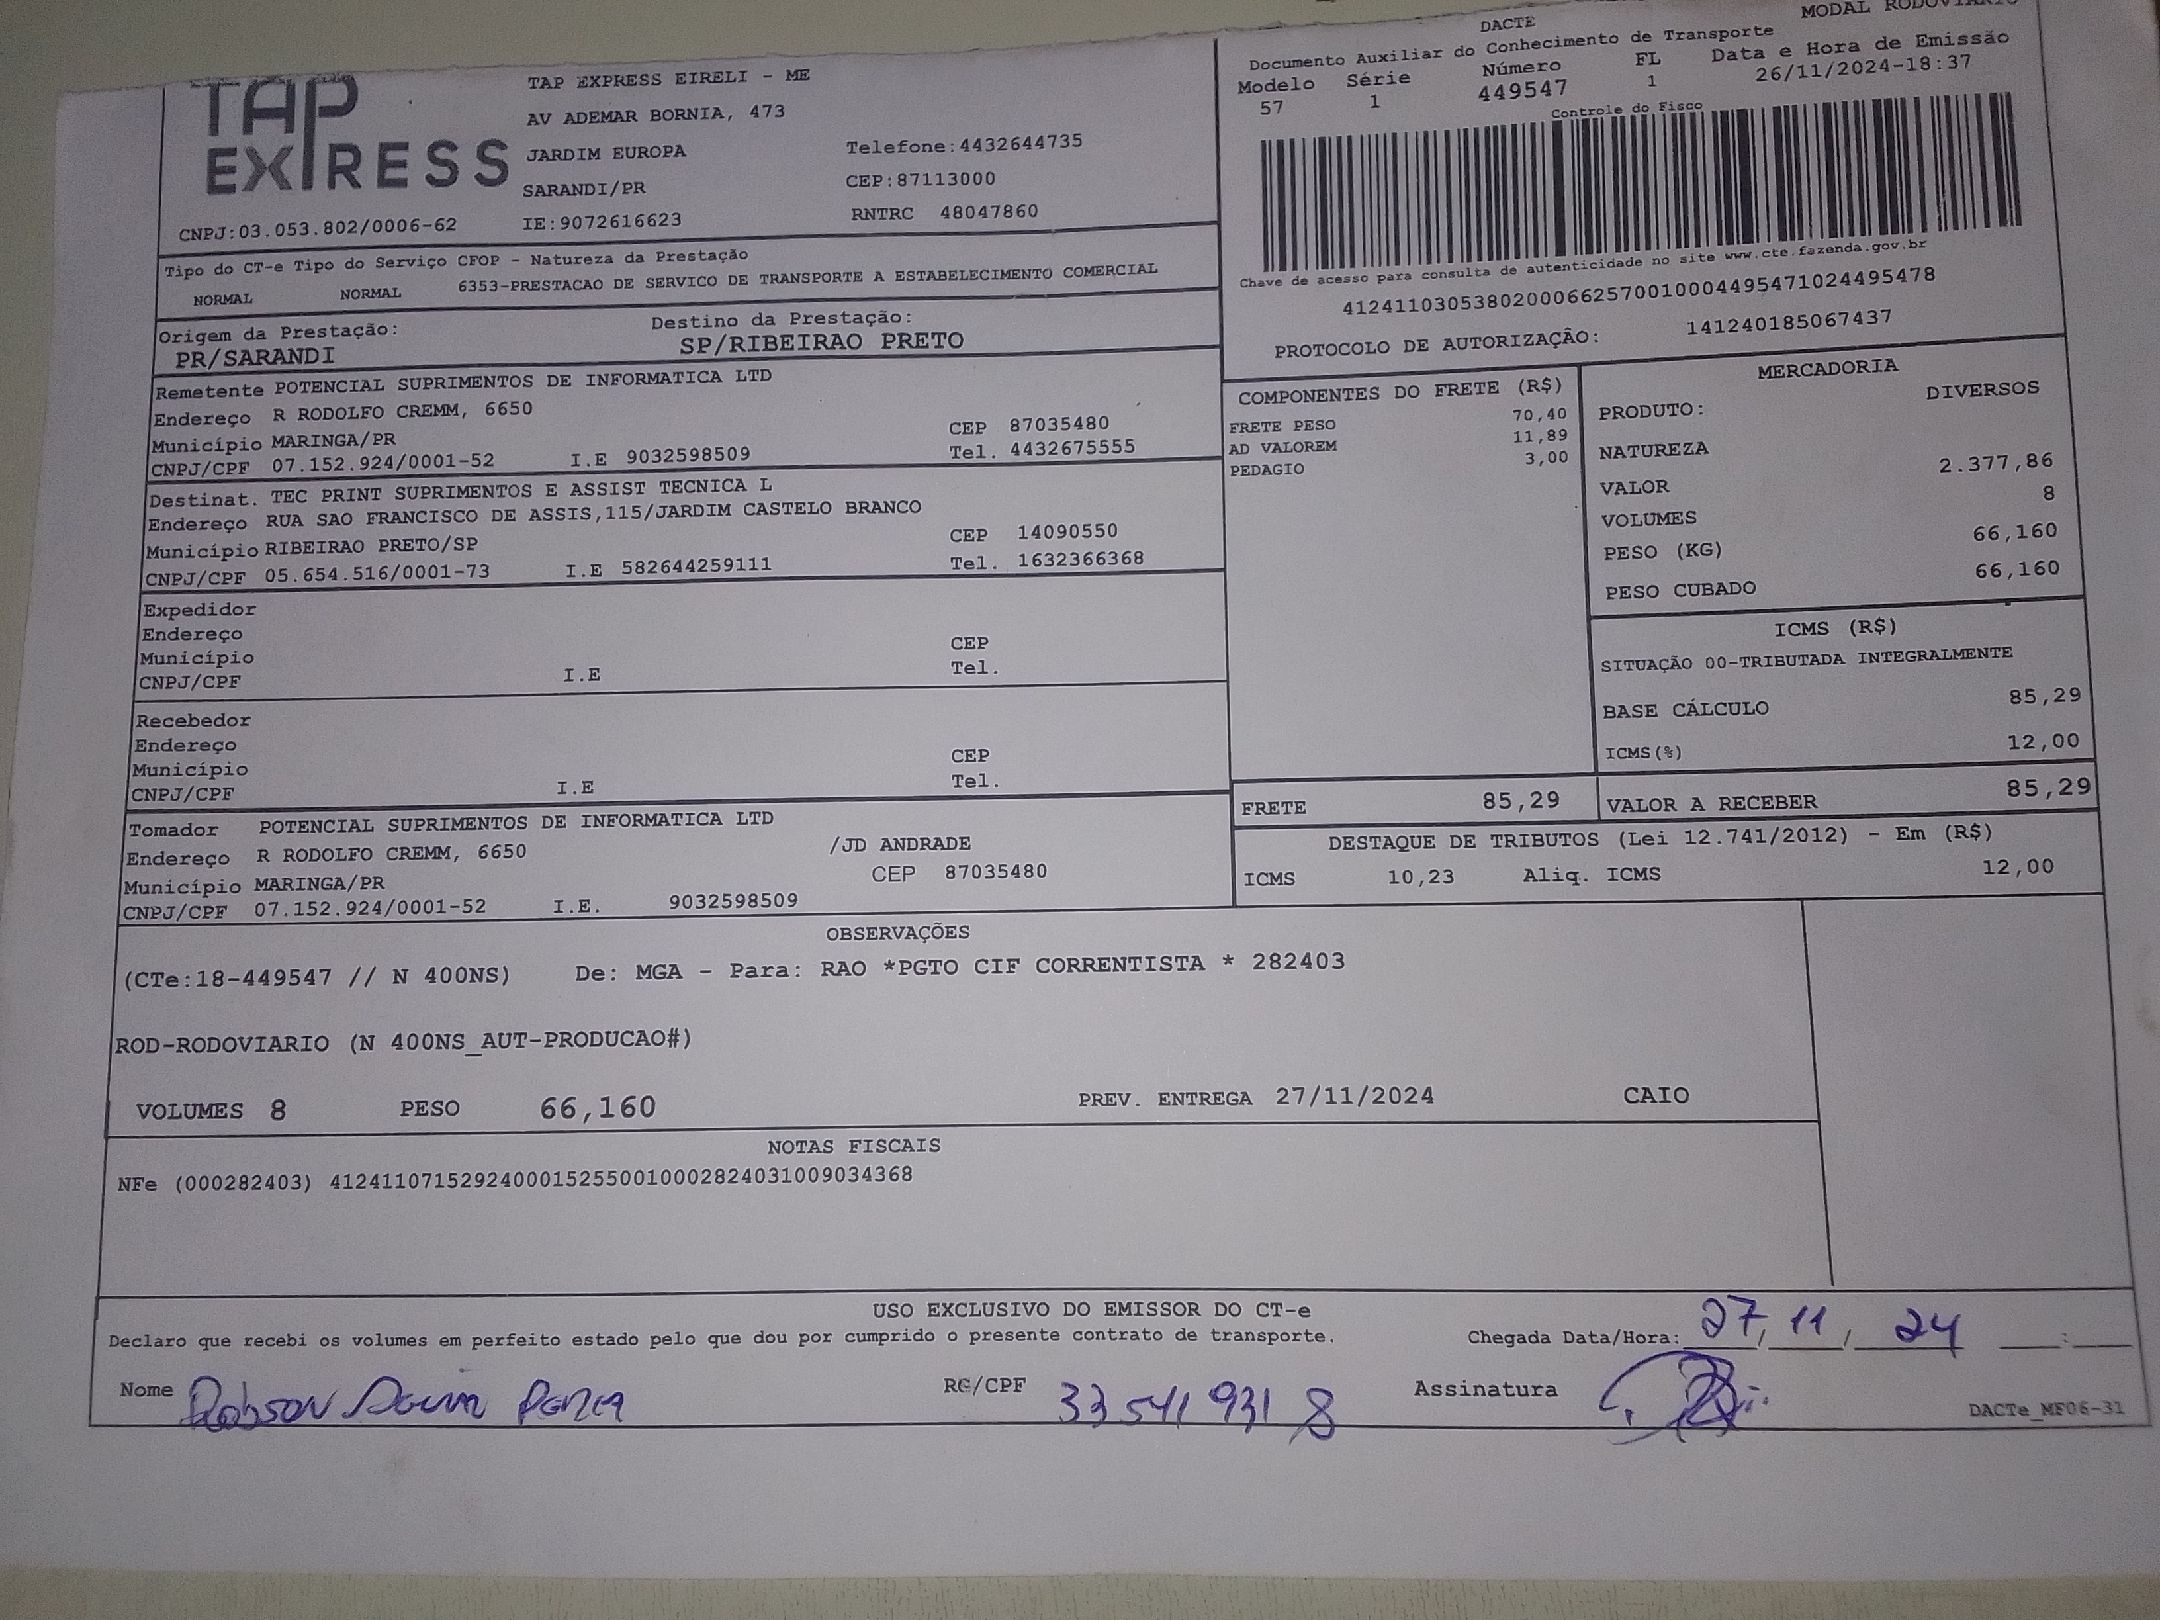 TAP EXPRESS
TAP EXPRESS EIRELI - ME
AV ADEMAR BORNIA, 473
JARDIM EUROPA Telefone:4432644735
SARANDI/PR CEP:87113000
CNPJ:03.053.802/0006-62 IE:9072616623 RNTRC 48047860
DACTE MODAL RODOVIARIO
Documento Auxiliar do Conhecimento de Transporte
Modelo Série Número FL Data e Hora de Emissão
57 1 449547 1 26/11/2024-18:37
Controle do Fisco
Chave de acesso para consulta de autenticidade no site www.cte.fazenda.gov.br
41241103053802000662570010004495471024495478
PROTOCOLO DE AUTORIZAÇÂO: 141240185067437
Tipo do CT-e Tipo do Serviço CFOP - Natureza da Prestação
NORMAL NORMAL 6353-PRESTACAO DE SERVICO DE TRANSPORTE A ESTABELECIMENTO COMERCIAL
Origem da Prestação: Destino da Prestação:
PR/SARANDI SP/RIBEIRAO PRETO
Remetente POTENCIAL SUPRIMENTOS DE INFORMATICA LTD
Endereço R RODOLFO CREMM, 6650
Município MARINGA/PR CEP 87035480
CNPJ/CPF 07.152.924/0001-52 I.E 9032598509 Tel. 4432675555
Destinat. TEC PRINT SUPRIMENTOS E ASSIST TECNICA L
Endereço RUA SAO FRANCISCO DE ASSIS,115/JARDIM CASTELO BRANCO
Município RIBEIRAO PRETO/SP CEP 14090550
CNPJ/CPF 05.654.516/0001-73 I.E 582644259111 Tel. 1632366368
Expedidor
Endereço
Município CEP
CNPJ/CPF I.E Tel.
Recebedor
Endereço
Município CEP
CNPJ/CPF I.E Tel.
Tomador POTENCIAL SUPRIMENTOS DE INFORMATICA LTD
Endereço R RODOLFO CREMM, 6650 /JD ANDRADE
Município MARINGA/PR CEP 87035480
CNPJ/CPF 07.152.924/0001-52 I.E. 9032598509
COMPONENTES DO FRETE (R$)
FRETE PESO 70,40
AD VALOREM 11,89
PEDAGIO 3,00
MERCADORIA
PRODUTO: DIVERSOS
NATUREZA
VALOR 2.377,86
VOLUMES 8
PESO (KG) 66,160
PESO CUBADO 66,160
ICMS (R$)
SITUAÇÃO 00-TRIBUTADA INTEGRALMENTE
BASE CÁLCULO 85,29
ICMS(%) 12,00
FRETE 85,29 VALOR A RECEBER 85,29
DESTAQUE DE TRIBUTOS (Lei 12.741/2012) - Em (R$)
ICMS 10,23 Aliq. ICMS 12,00
OBSERVAÇÕES
(CTe:18-449547 // N 400NS) De: MGA - Para: RAO *PGTO CIF CORRENTISTA * 282403
ROD-RODOVIARIO (N 400NS_AUT-PRODUCAO#)
VOLUMES 8 PESO 66,160 PREV. ENTREGA 27/11/2024 CAIO
NOTAS FISCAIS
NFe (000282403) 41241107152924000152550010002824031009034368
USO EXCLUSIVO DO EMISSOR DO CT-e
Declaro que recebi os volumes em perfeito estado pelo que dou por cumprido o presente contrato de transporte. Chegada Data/Hora: 27/11/24 :
Nome Robson RG/CPF 33 541 931 8 Assinatura
DACTe_MF06-31